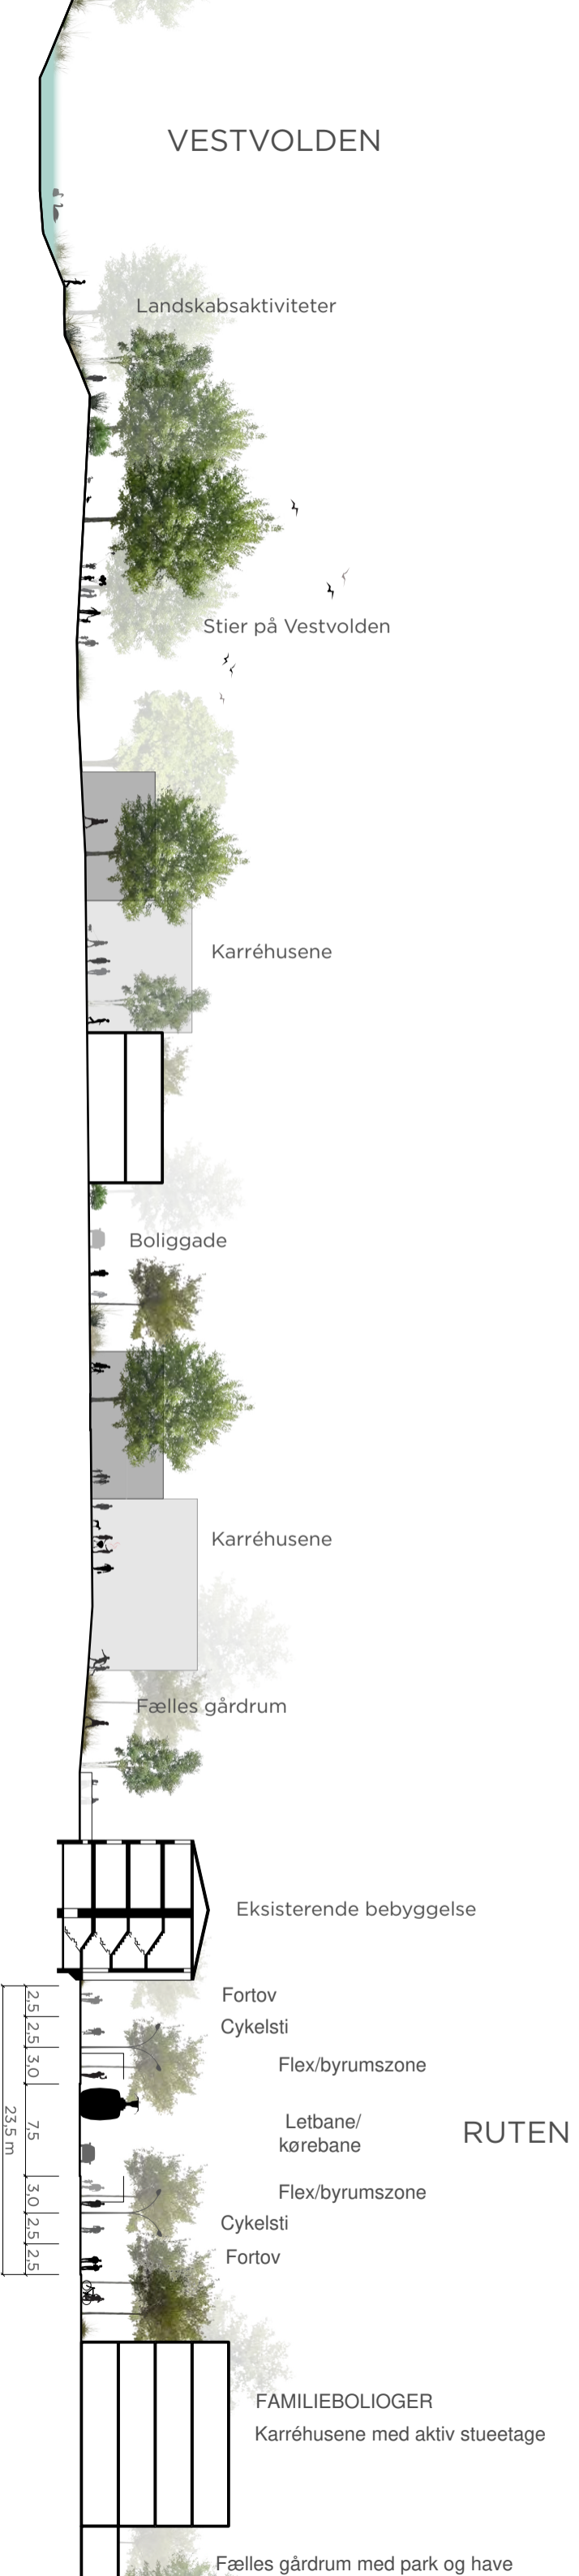 VESTVOLDEN
Landskabsaktiviteter
Stier på Vestvolden
Karréhusene
Boliggade
Karréhusene
Fælles gårdrum
Eksisterende bebyggelse
Fortov
Cykelsti
Flex/byrumszone
Letbane/
kørebane
RUTEN
Flex/byrumszone
Cykelsti
Fortov
2,5
2,5
3,0
7,5
3,0
2,5
2,5
23,5 m
FAMILIEBOLIOGER
Karréhusene med aktiv stueetage
Fælles gårdrum med park og have